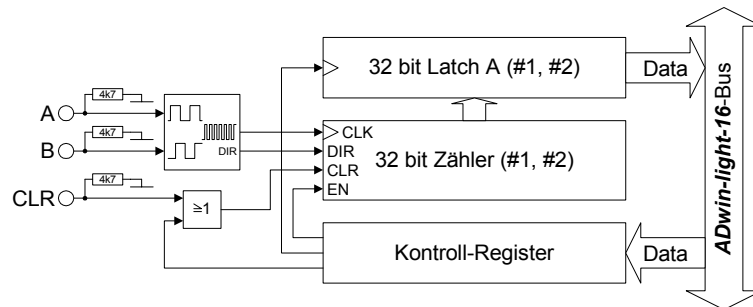 32 bit Latch A (#1, #2)
Data
4k7
A
4k7
B
DIR
CLK
DIR
CLR
EN
32 bit Zähler (#1, #2)
4k7
CLR
≥1
Kontroll-Register
Data
ADwin-light-16-Bus